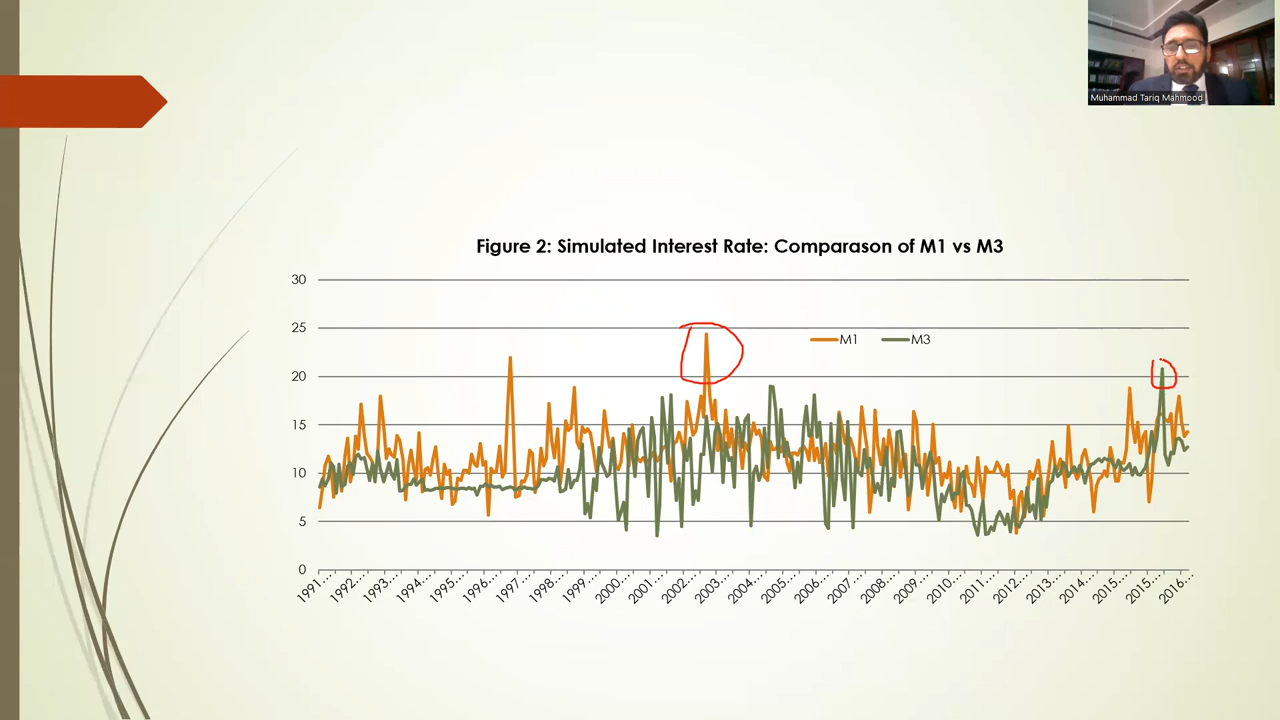 Muhammad Tariq Mahmood
Figure 2: Simulated Interest Rate: Comparason of M1 vs M3
30
25
20
15
10
5
0
M1 M3
1991... 1992... 1993... 1994... 1995... 1996... 1997... 1998... 1999... 2000... 2001... 2002... 2003... 2004... 2005... 2006... 2007... 2008... 2009... 2010... 2011... 2012... 2013... 2014... 2015... 2015... 2016...